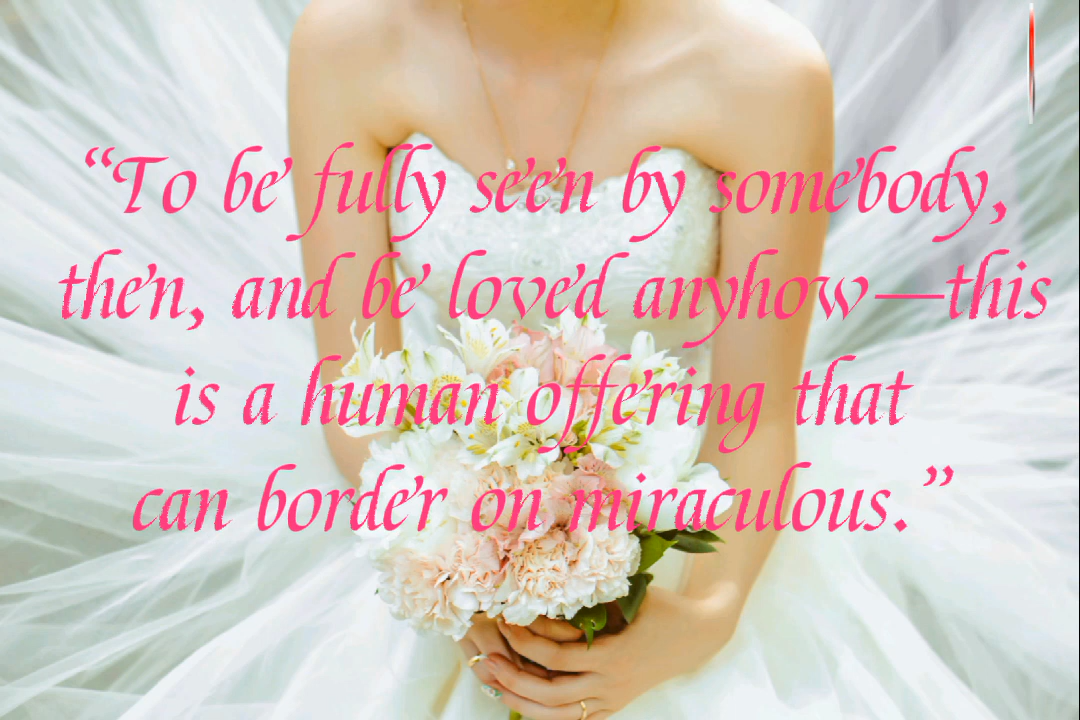 “To be fully seen by somebody,
then, and be loved anyhow—this
is a human offering that
can border on miraculous.”